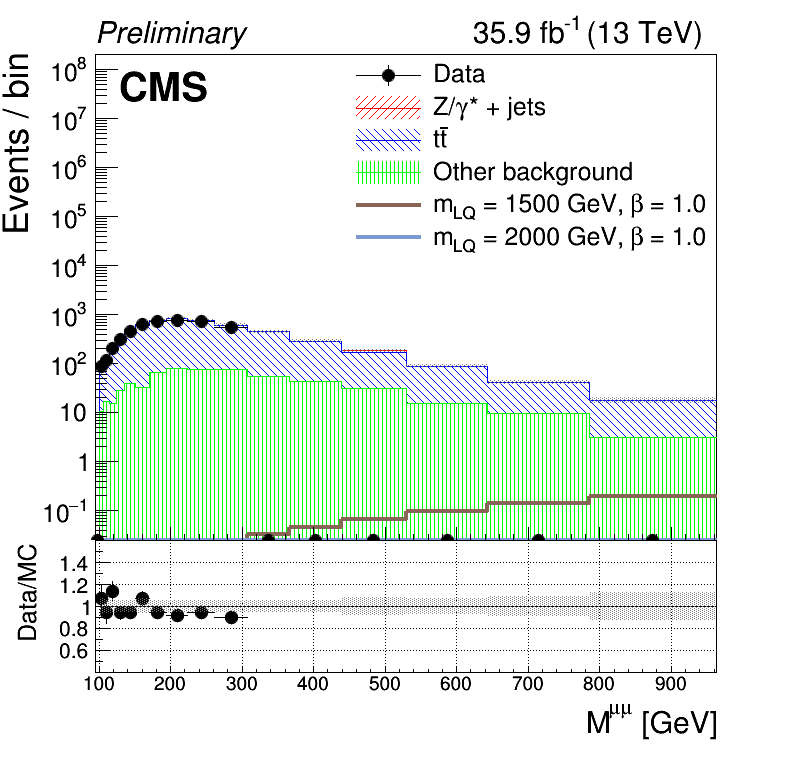 Preliminary 35.9 fb⁻¹ (13 TeV)
CMS
Data
Z/γ* + jets
tt̄
Other background
m_LQ = 1500 GeV, β = 1.0
m_LQ = 2000 GeV, β = 1.0
Events / bin
10⁸
10⁷
10⁶
10⁵
10⁴
10³
10²
10
1
10⁻¹
Data/MC
1.4
1.2
1
0.8
0.6
100 200 300 400 500 600 700 800 900
M^μμ [GeV]